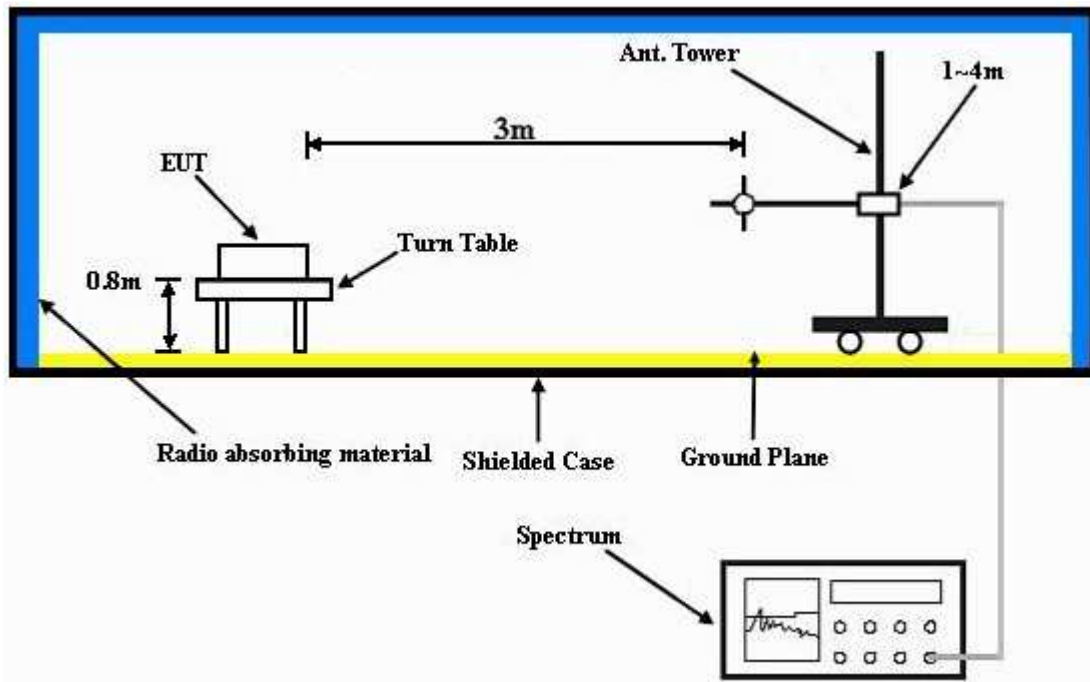 Ant. Tower
1~4m
3m
EUT
Turn Table
0.8m
Radio absorbing material
Shielded Case
Ground Plane
Spectrum